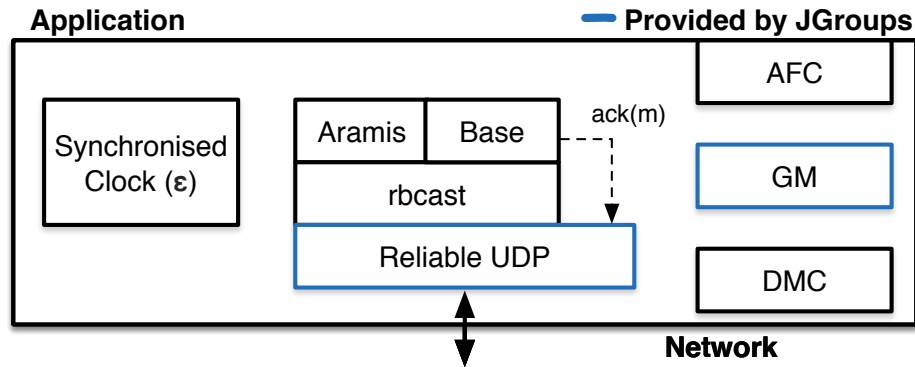 Application
Provided by JGroups
AFC
Synchronised
Clock (ε)
Aramis
Base
ack(m)
rbcast
GM
Reliable UDP
DMC
Network